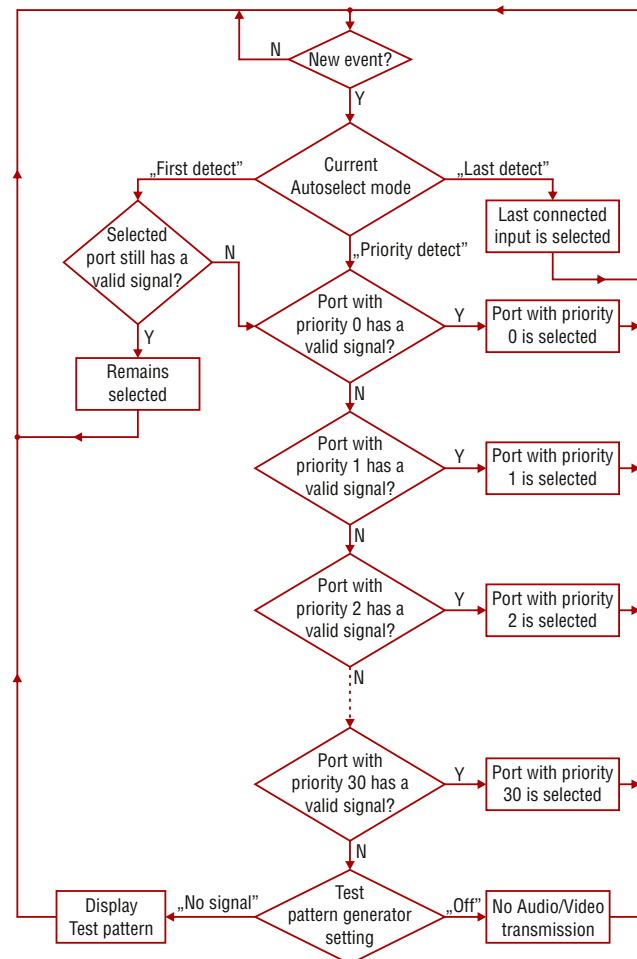 N
New event?
Y
„First detect"
Current
Autoselect mode
„Last detect"
Selected
port still has a
valid signal?
N
Last connected
input is selected
„Priority detect"
Y
Remains
selected
Port with
priority 0 has a
valid signal?
Y
Port with priority
0 is selected
N
Port with
priority 1 has a
valid signal?
Y
Port with priority
1 is selected
N
Port with
priority 2 has a
valid signal?
Y
Port with priority
2 is selected
N
Port with
priority 30 has a
valid signal?
Y
Port with priority
30 is selected
N
Display
Test pattern
„No signal"
Test
pattern generator
setting
„Off"
No Audio/Video
transmission